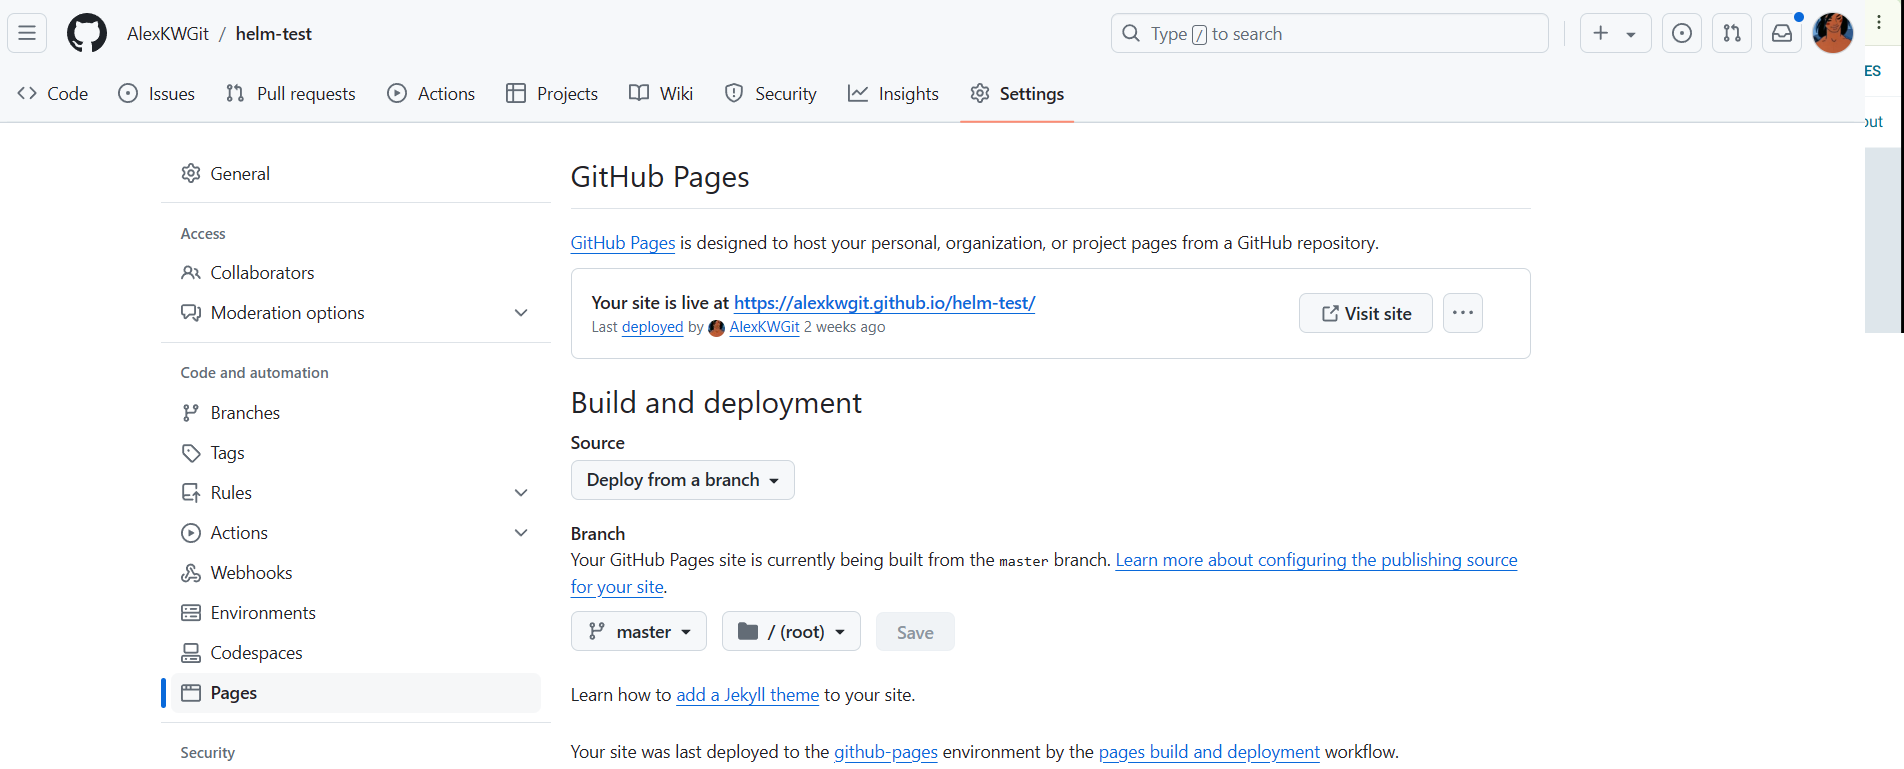 AlexKWGit / helm-test
Type / to search
Code
Issues
Pull requests
Actions
Projects
Wiki
Security
Insights
Settings
ES
out
General
Access
Collaborators
Moderation options
Code and automation
Branches
Tags
Rules
Actions
Webhooks
Environments
Codespaces
Pages
Security
GitHub Pages
GitHub Pages is designed to host your personal, organization, or project pages from a GitHub repository.
Your site is live at https://alexkwgit.github.io/helm-test/
Last deployed by AlexKWGit 2 weeks ago
Visit site
Build and deployment
Source
Deploy from a branch
Branch
Your GitHub Pages site is currently being built from the master branch. Learn more about configuring the publishing source
for your site.
master
/ (root)
Save
Learn how to add a Jekyll theme to your site.
Your site was last deployed to the github-pages environment by the pages build and deployment workflow.